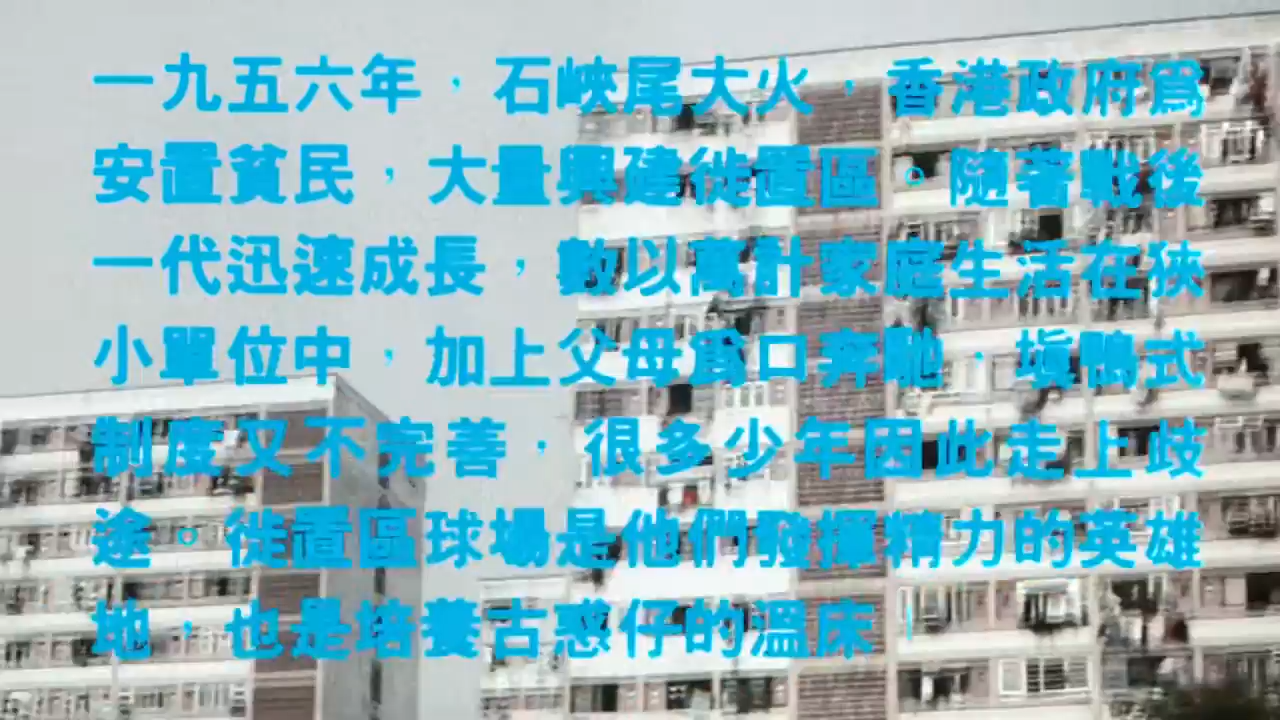 一九五六年，石峽尾大火，香港政府爲
安置貧民，大量興建徙置區。隨著戰後
一代迅速成長，數以萬計家庭生活在狹
小單位中，加上父母爲口奔馳，塡鴨式
制度又不完善，很多少年因此走上歧
途。徙置區球場是他們發揮精力的英雄
地，也是培養古惑仔的溫床！